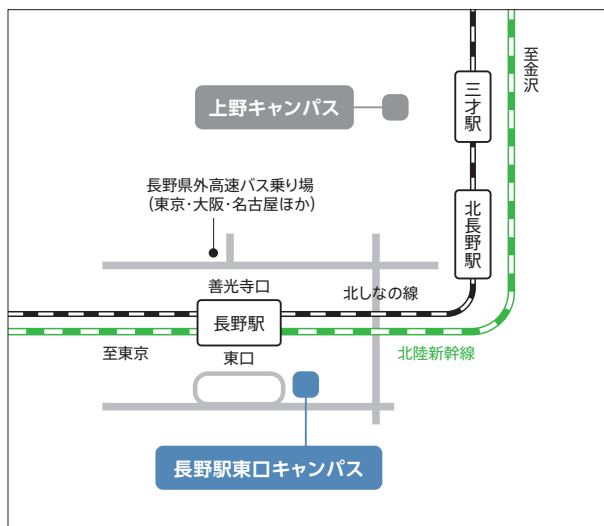 至金沢
三才駅
上野キャンパス
長野県外高速バス乗り場
(東京・大阪・名古屋ほか)
北長野駅
善光寺口
北しなの線
長野駅
至東京
東口
北陸新幹線
長野駅東口キャンパス